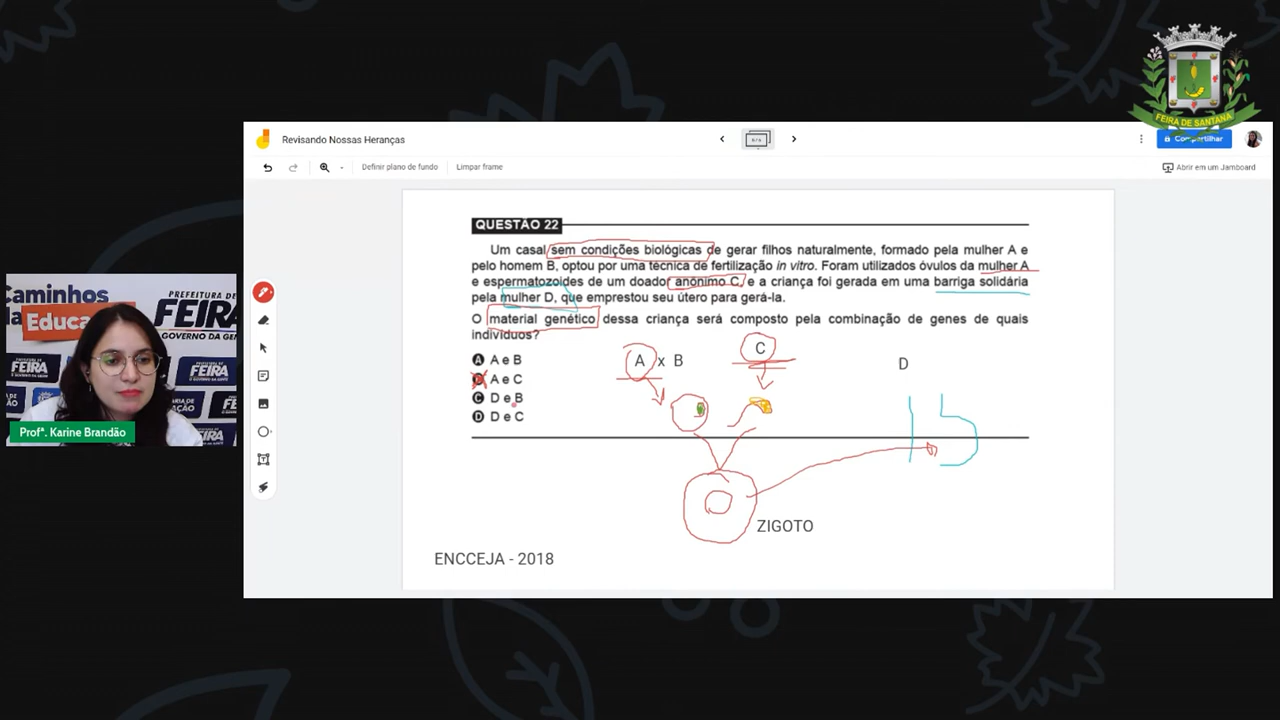 FEIRA DE SANTANA
Revisando Nossas Heranças
Compartilhar
Definir plano de fundo
Limpar frame
Abrir em um Jamboard
QUESTÃO 22
Um casal sem condições biológicas de gerar filhos naturalmente, formado pela mulher A e
pelo homem B, optou por uma técnica de fertilização in vitro. Foram utilizados óvulos da mulher A
e espermatozoides de um doador anônimo C, e a criança foi gerada em uma barriga solidária
pela mulher D, que emprestou seu útero para gerá-la.
O material genético dessa criança será composto pela combinação de genes de quais
indivíduos?
A A e B
A e C
C D e B
D D e C
A x B
C
D
ZIGOTO
ENCCEJA - 2018
Caminhos
da Educa
PREFEITURA DE
FEIRA
GOVERNO DA GENTE
FEIRA
FEIRA
Profª. Karine Brandão